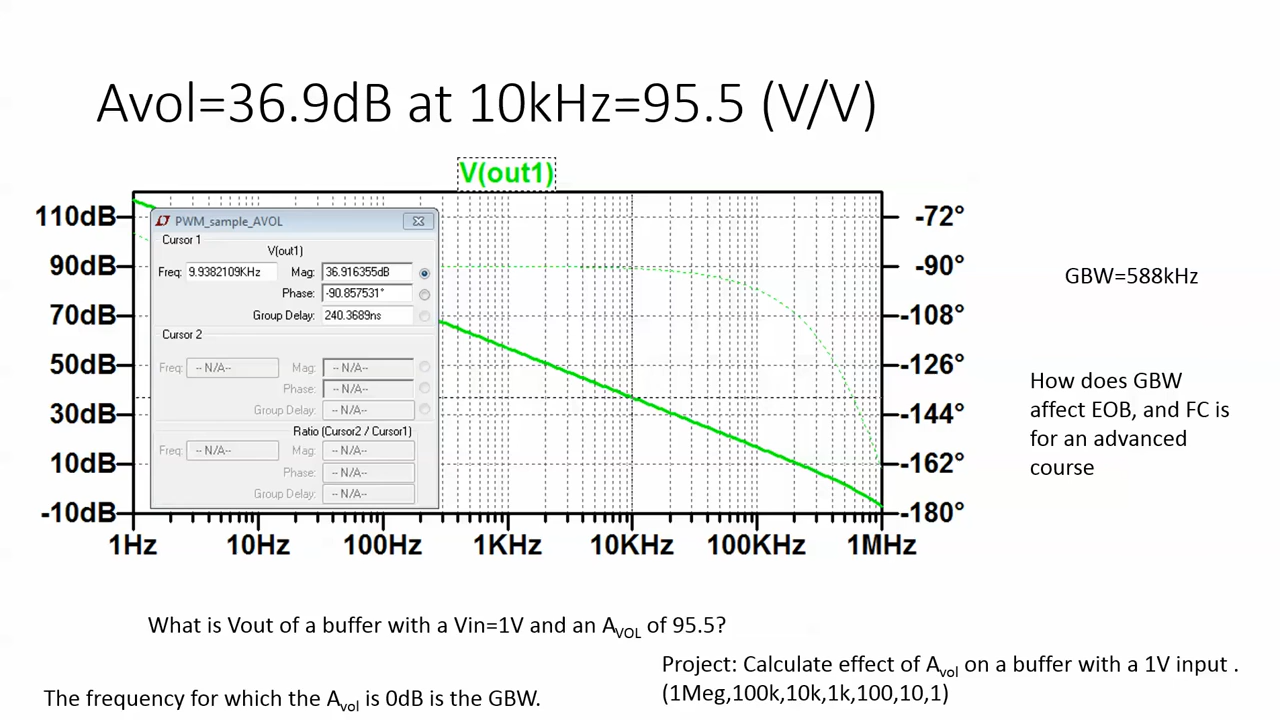 Avol=36.9dB at 10kHz=95.5 (V/V)
V(out1)
110dB
90dB
70dB
50dB
30dB
10dB
-10dB
PWM_sample_AVOL
Cursor 1
V(out1)
Freq: 9.9382109KHz Mag: 36.916355dB
Phase: -90.857531°
Group Delay: 240.3689ns
Cursor 2
Freq: -- N/A-- Mag: -- N/A--
Phase: -- N/A--
Group Delay: -- N/A--
Ratio (Cursor2 / Cursor1)
Freq: -- N/A-- Mag: -- N/A--
Phase: -- N/A--
Group Delay: -- N/A--
-72°
-90°
-108°
-126°
-144°
-162°
-180°
1Hz 10Hz 100Hz 1KHz 10KHz 100KHz 1MHz
GBW=588kHz
How does GBW
affect EOB, and FC is
for an advanced
course
What is Vout of a buffer with a Vin=1V and an AVOL of 95.5?
Project: Calculate effect of Avol on a buffer with a 1V input .
(1Meg,100k,10k,1k,100,10,1)
The frequency for which the Avol is 0dB is the GBW.